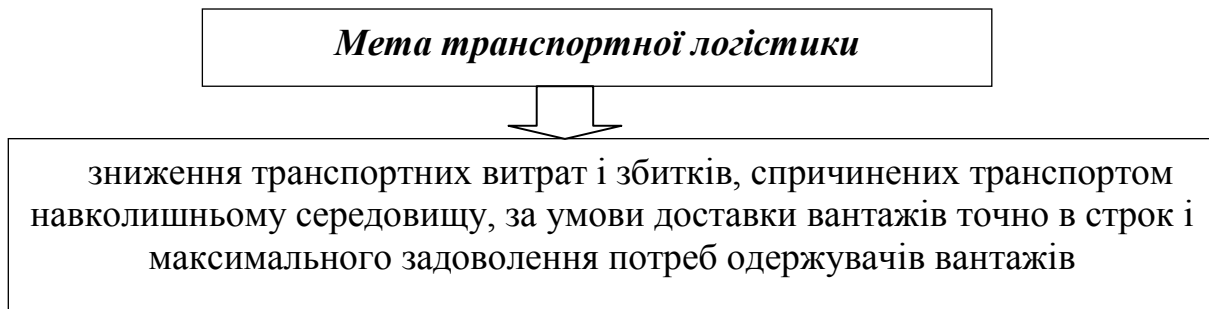 Мета транспортної логістики
зниження транспортних витрат і збитків, спричинених транспортом
навколишньому середовищу, за умови доставки вантажів точно в строк і
максимального задоволення потреб одержувачів вантажів